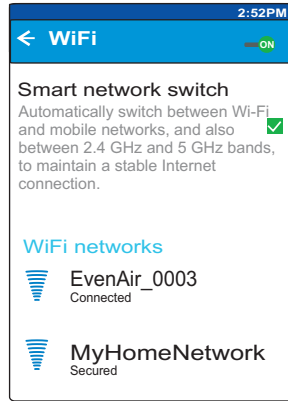 2:52PM
WiFi
ON
Smart network switch
Automatically switch between Wi-Fi
and mobile networks, and also
between 2.4 GHz and 5 GHz bands,
to maintain a stable Internet
connection.
WiFi networks
EvenAir_0003
Connected
MyHomeNetwork
Secured